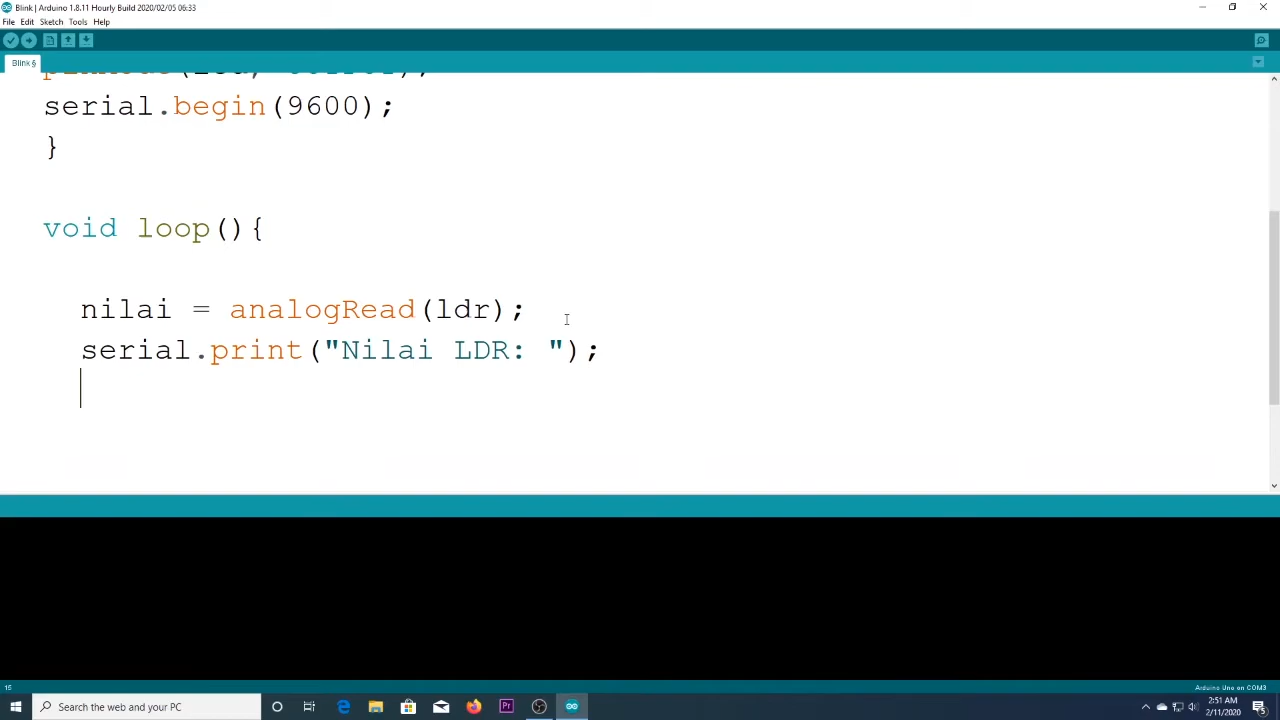 Blink | Arduino 1.8.11 Hourly Build 2020/02/05 06:33
File Edit Sketch Tools Help
Blink §
serial.begin(9600);
}
void loop(){
nilai = analogRead(ldr);
serial.print("Nilai LDR: ");
15
Arduino Uno on COM3
Search the web and your PC
2:51 AM
2/11/2020